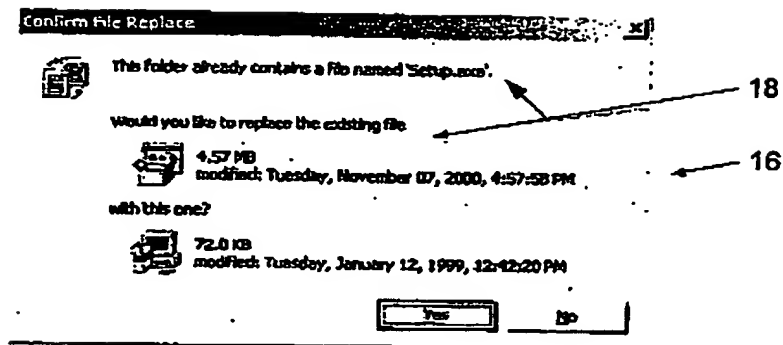 Confirm File Replace
This folder already contains a file named 'Setup.exe'.
18
Would you like to replace the existing file
4.57 MB
16
modified: Tuesday, November 07, 2000, 4:57:58 PM
with this one?
72.0 KB
modified: Tuesday, January 12, 1999, 12:42:20 PM
Yes
No